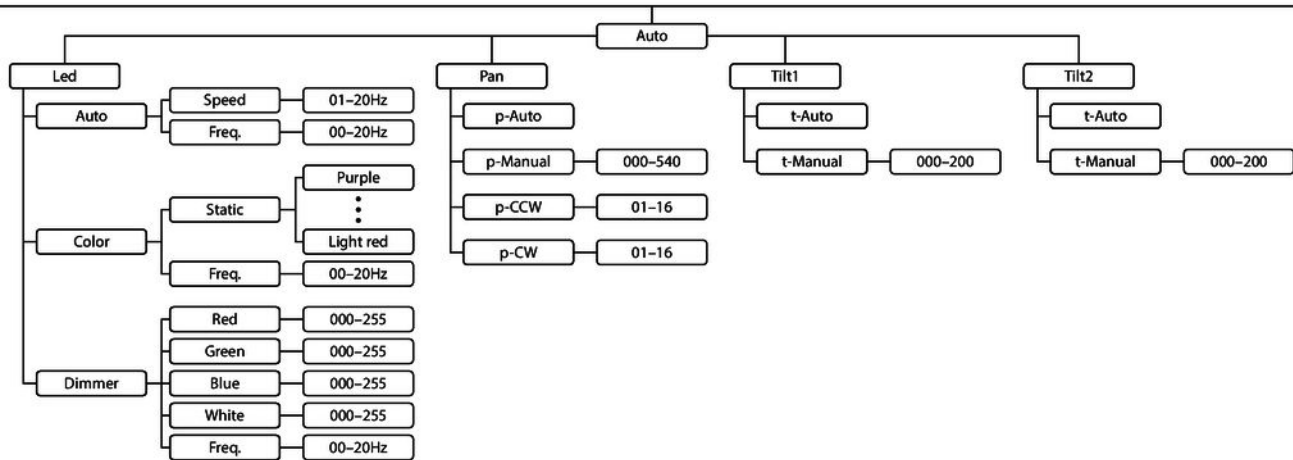 Auto
Led
Pan
Tilt1
Tilt2
Auto
Speed
01–20Hz
Freq.
00–20Hz
Color
Static
Purple
Light red
Freq.
00–20Hz
Dimmer
Red
000–255
Green
000–255
Blue
000–255
White
000–255
Freq.
00–20Hz
p-Auto
p-Manual
000–540
p-CCW
01–16
p-CW
01–16
t-Auto
t-Manual
000–200
t-Auto
t-Manual
000–200